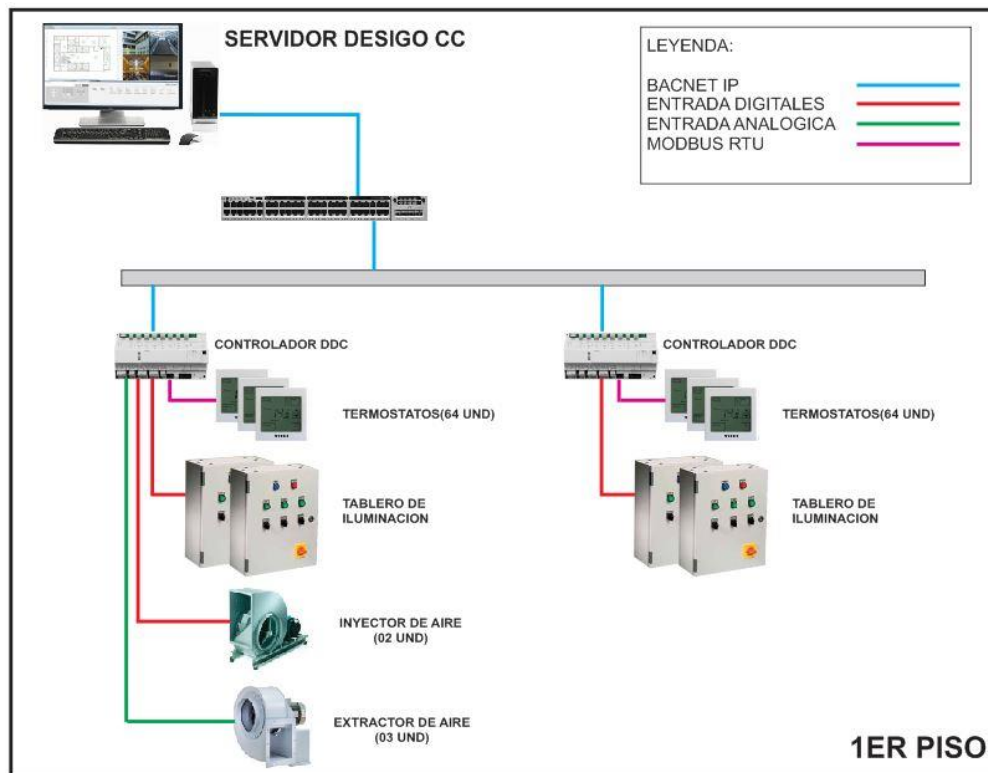 SERVIDOR DESIGO CC
LEYENDA:
BACNET IP
ENTRADA DIGITALES
ENTRADA ANALOGICA
MODBUS RTU
CONTROLADOR DDC
TERMOSTATOS(64 UND)
TABLERO DE
ILUMINACION
INYECTOR DE AIRE
(02 UND)
EXTRACTOR DE AIRE
(03 UND)
CONTROLADOR DDC
TERMOSTATOS(64 UND)
TABLERO DE
ILUMINACION
1ER PISO